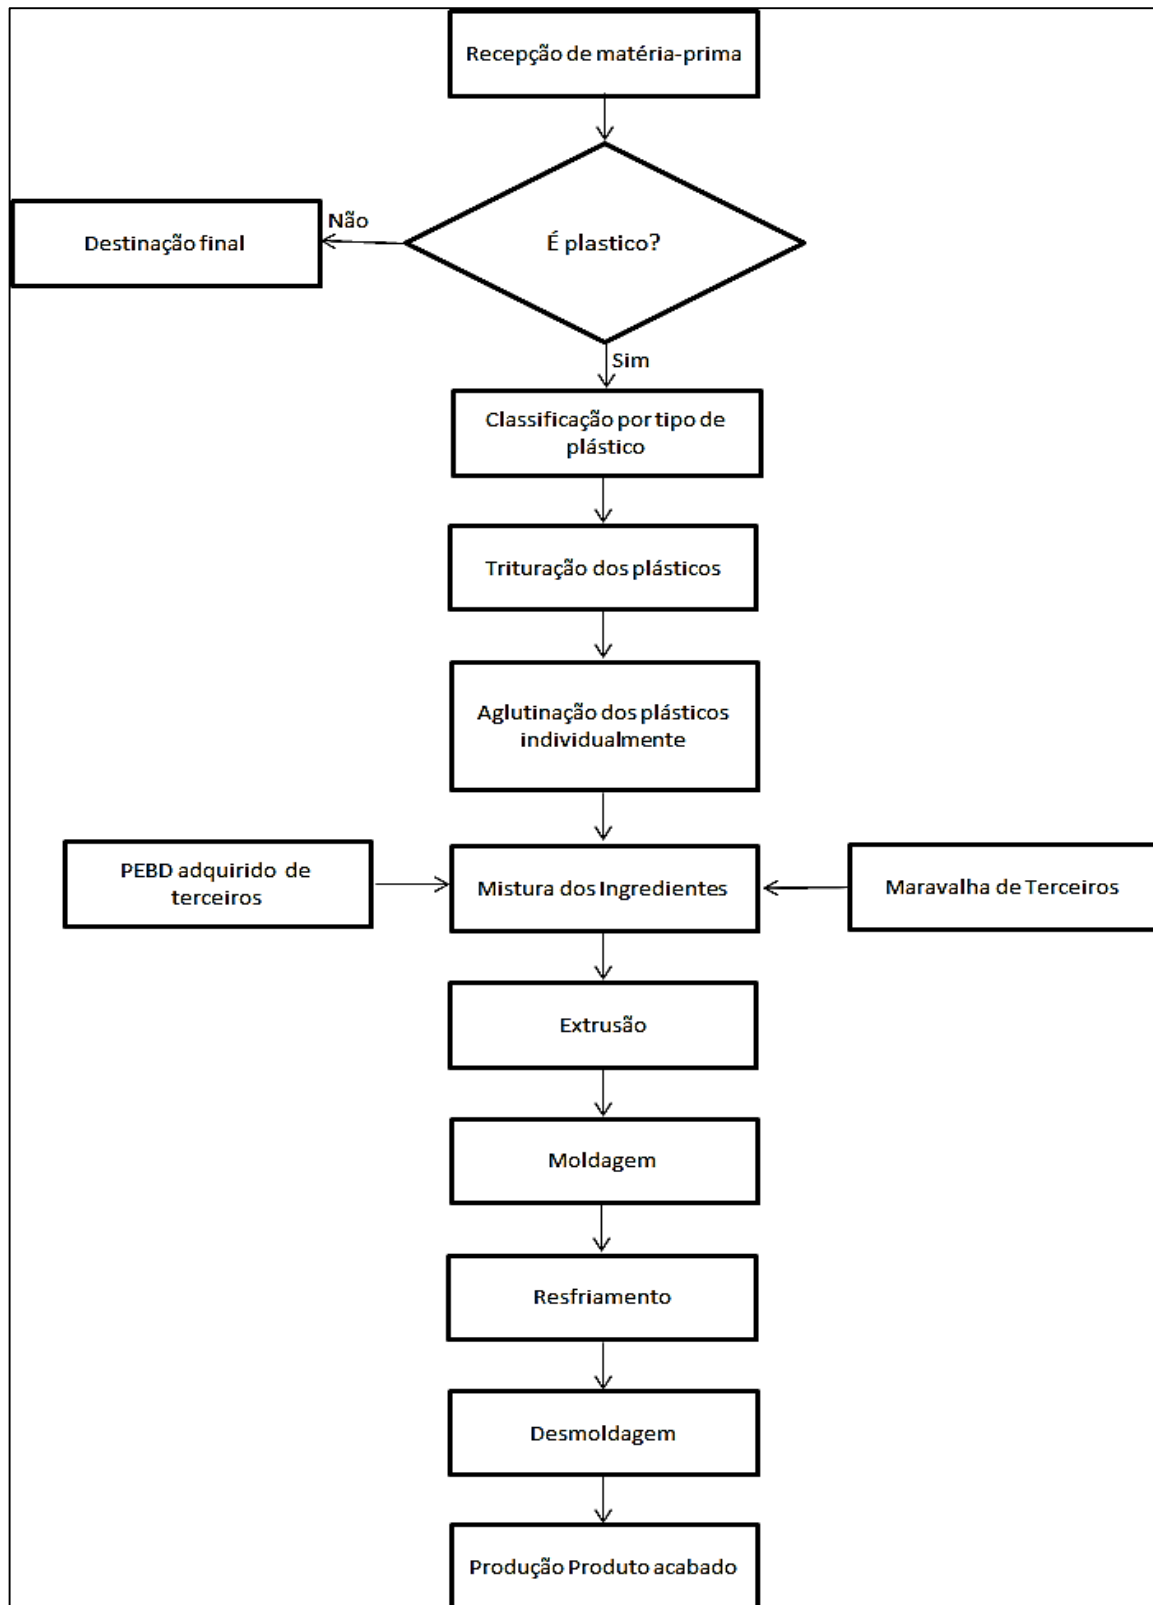 Recepção de matéria-prima
Não
Destinação final
É plastico?
Sim
Classificação por tipo de
plástico
Trituração dos plásticos
Aglutinação dos plásticos
individualmente
PEBD adquirido de
terceiros
Mistura dos Ingredientes
Maravalha de Terceiros
Extrusão
Moldagem
Resfriamento
Desmoldagem
Produção Produto acabado